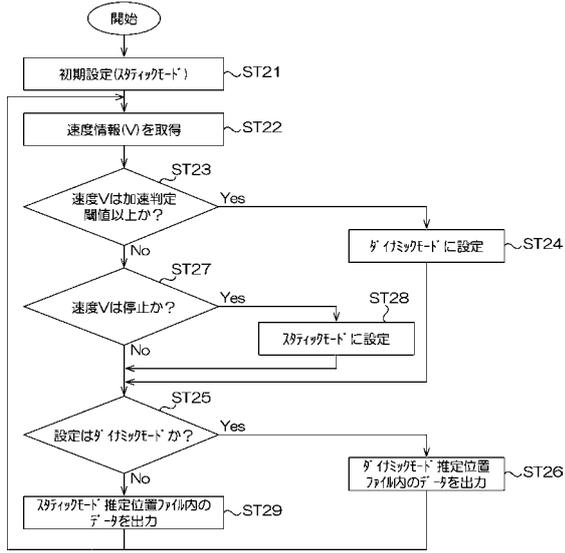 開始
初期設定(ｽﾀﾃｨｯｸﾓｰﾄﾞ)
ST21
速度情報(V)を取得
ST22
ST23
速度Vは加速判定
閾値以上か？
Yes
No
ﾀﾞｲﾅﾐｯｸﾓｰﾄﾞに設定
ST24
ST27
速度Vは停止か？
Yes
No
ST28
ｽﾀﾃｨｯｸﾓｰﾄﾞに設定
ST25
設定はﾀﾞｲﾅﾐｯｸﾓｰﾄﾞか？
Yes
No
ﾀﾞｲﾅﾐｯｸﾓｰﾄﾞ推定位置
ﾌｧｲﾙ内のﾃﾞｰﾀを出力
ST26
ｽﾀﾃｨｯｸﾓｰﾄﾞ推定位置ﾌｧｲﾙ内の
ﾃﾞｰﾀを出力
ST29